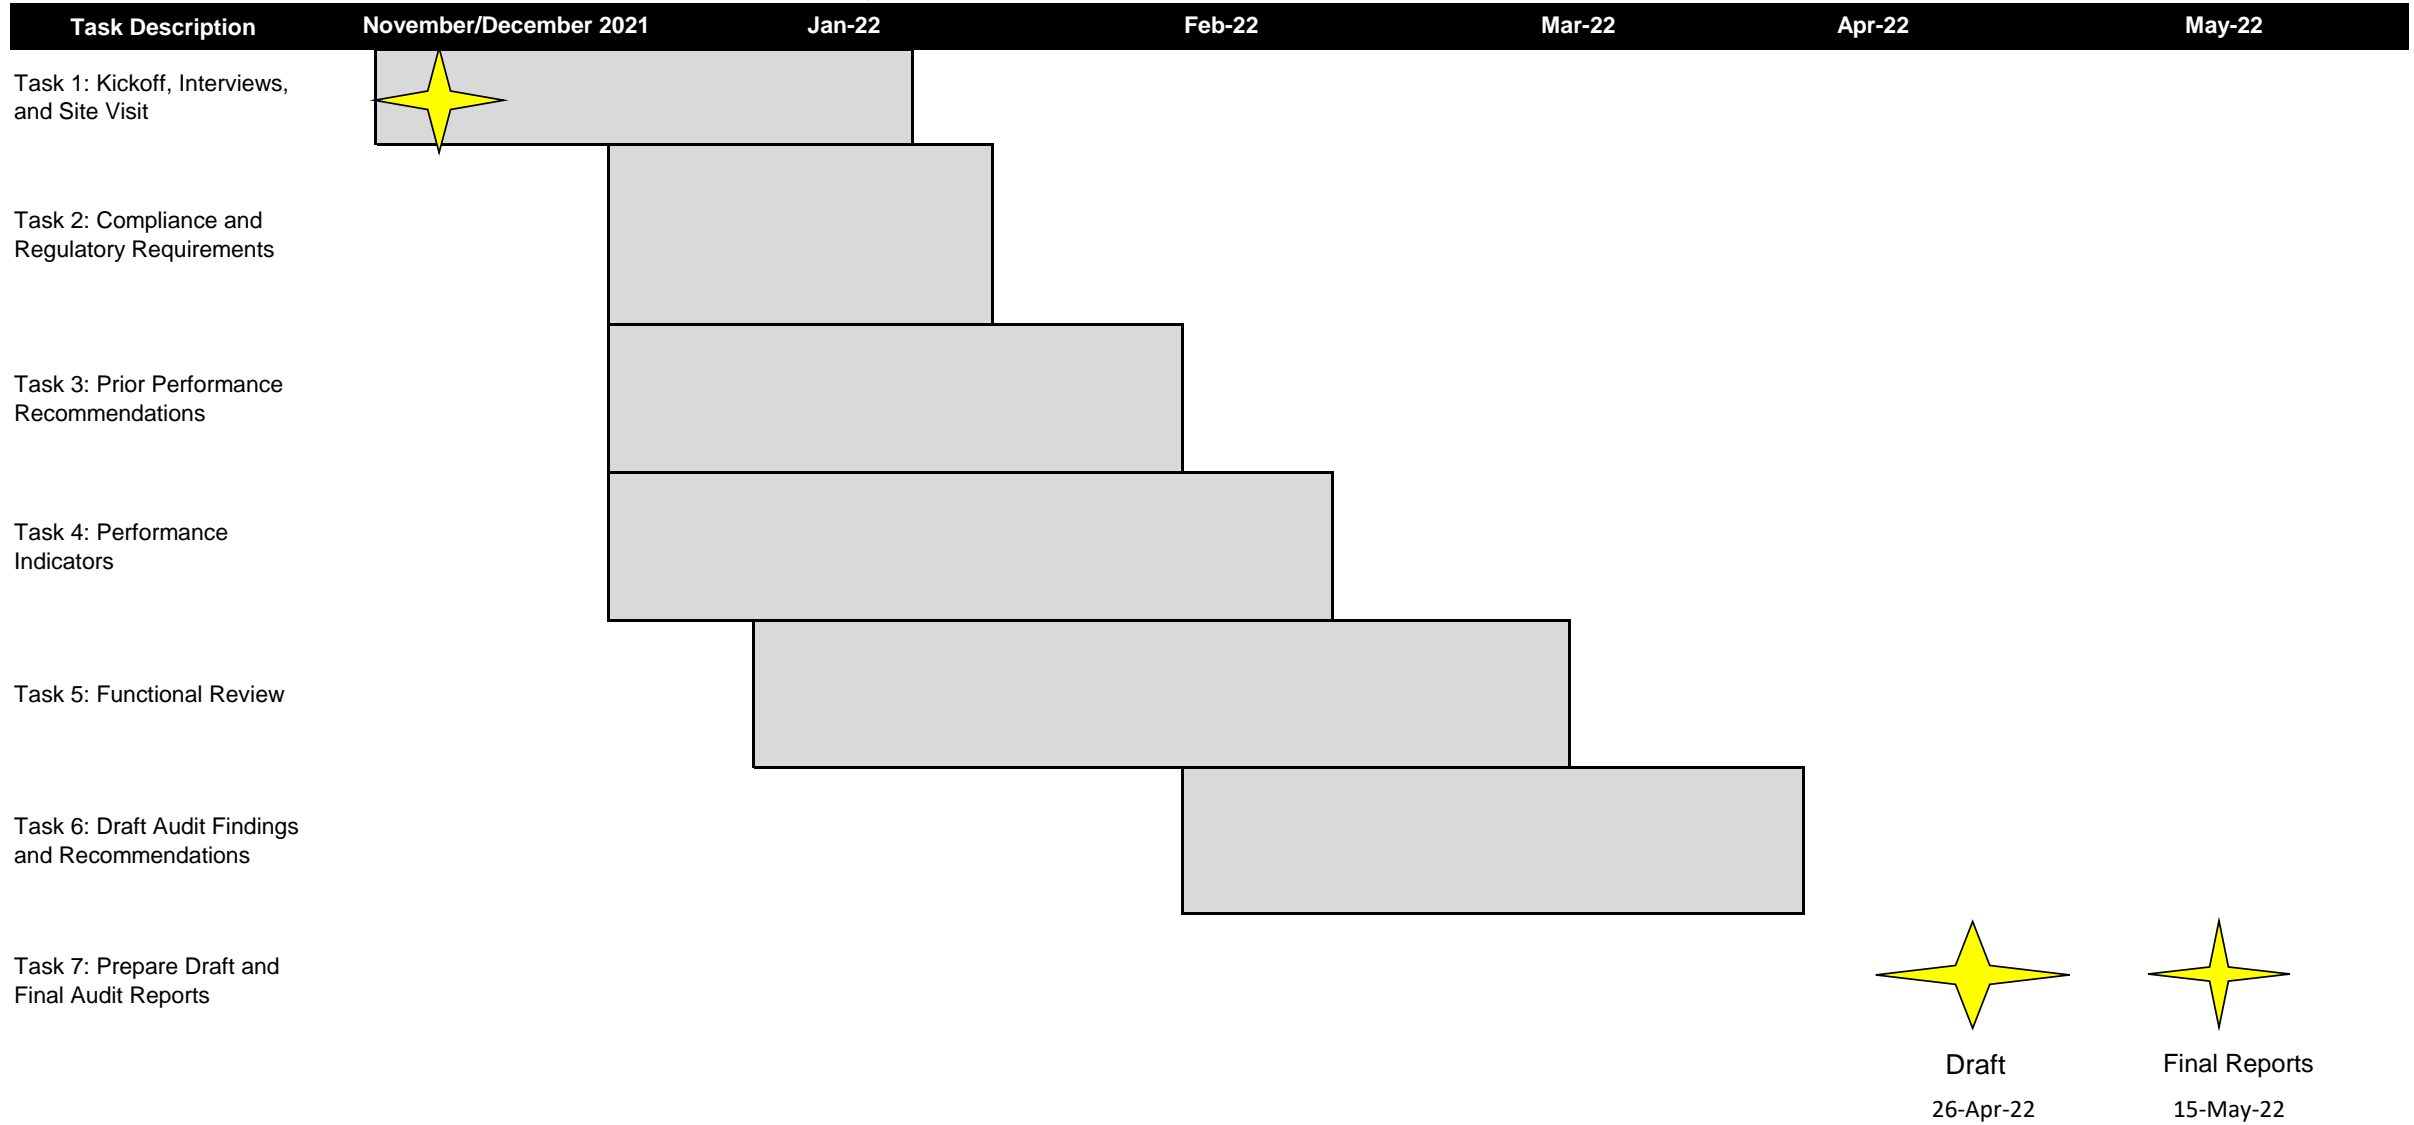 Task Description November/December 2021 Jan-22 Feb-22 Mar-22 Apr-22 May-22
Task 1: Kickoff, Interviews,
and Site Visit
Task 2: Compliance and
Regulatory Requirements
Task 3: Prior Performance
Recommendations
Task 4: Performance
Indicators
Task 5: Functional Review
Task 6: Draft Audit Findings
and Recommendations
Task 7: Prepare Draft and
Final Audit Reports
Draft Final Reports
26-Apr-22 15-May-22